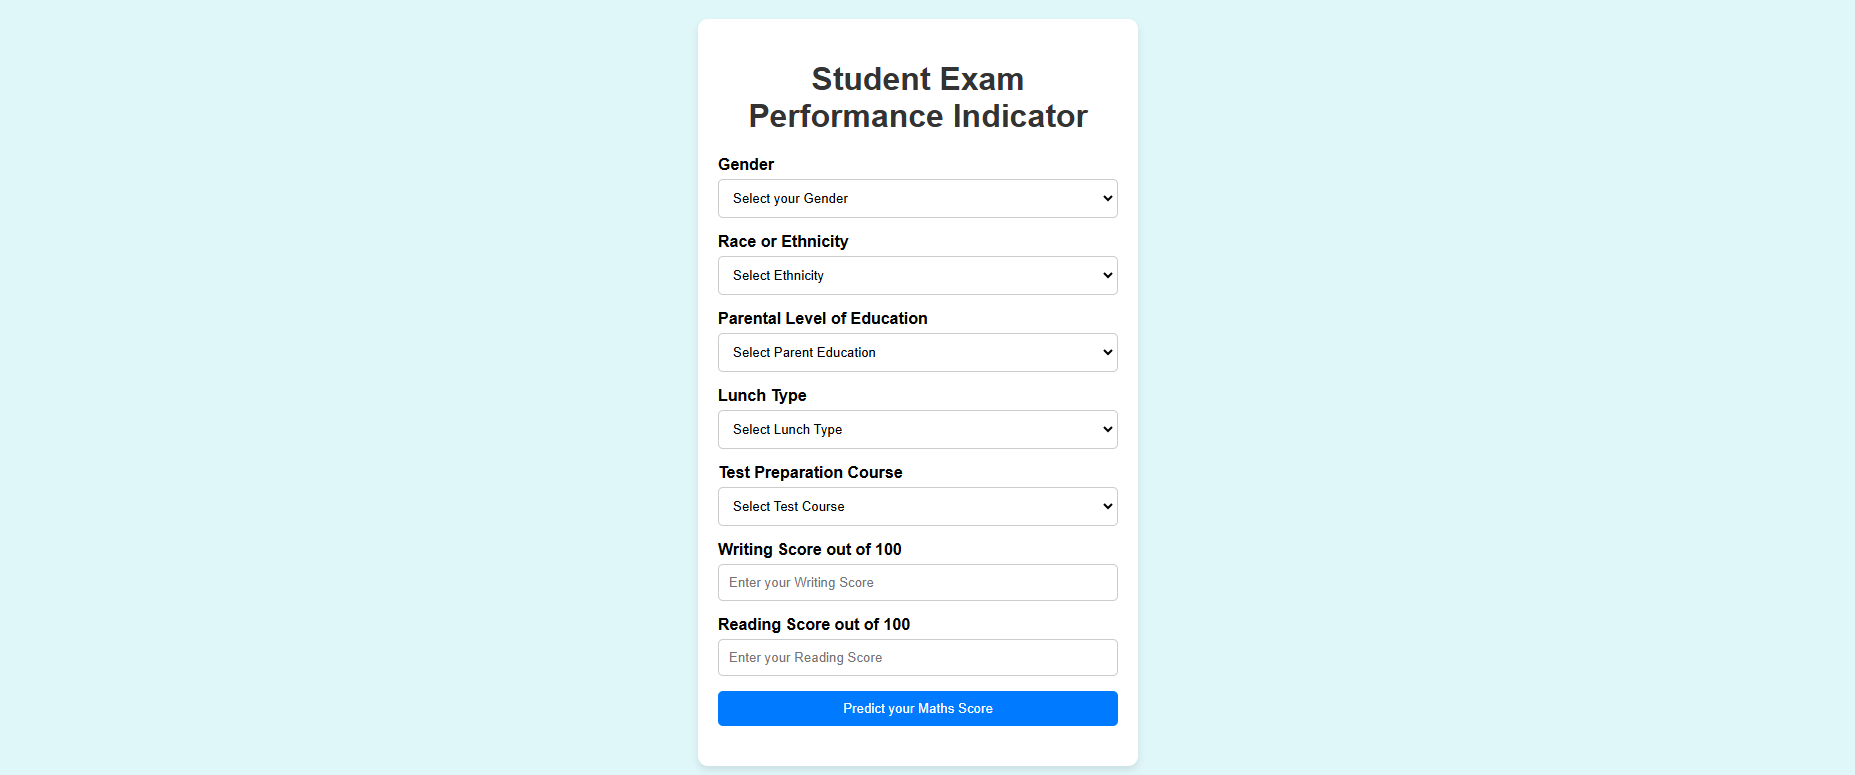 Student Exam
Performance Indicator
Gender
Select your Gender
Race or Ethnicity
Select Ethnicity
Parental Level of Education
Select Parent Education
Lunch Type
Select Lunch Type
Test Preparation Course
Select Test Course
Writing Score out of 100
Enter your Writing Score
Reading Score out of 100
Enter your Reading Score
Predict your Maths Score